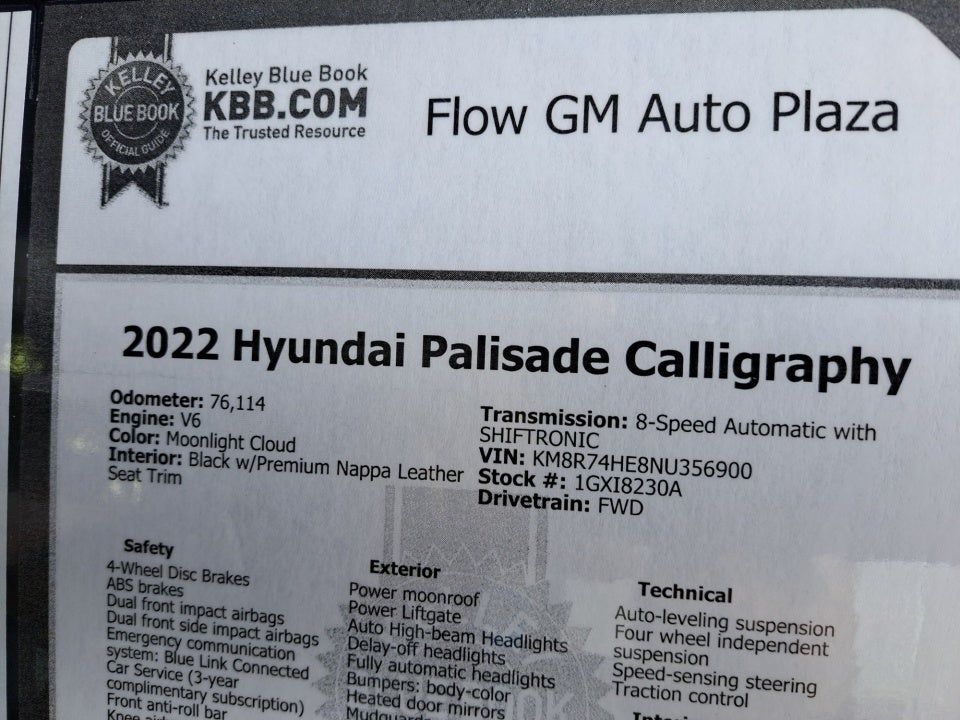 KELLEY
BLUE BOOK
OFFICIAL GUIDE
Kelley Blue Book
KBB.COM
The Trusted Resource
Flow GM Auto Plaza
2022 Hyundai Palisade Calligraphy
Odometer: 76,114
Engine: V6
Color: Moonlight Cloud
Interior: Black w/Premium Nappa Leather
Seat Trim
Transmission: 8-Speed Automatic with
SHIFTRONIC
VIN: KM8R74HE8NU356900
Stock #: 1GXI8230A
Drivetrain: FWD
Safety
4-Wheel Disc Brakes
ABS brakes
Dual front impact airbags
Dual front side impact airbags
Emergency communication
system: Blue Link Connected
Car Service (3-year
complimentary subscription)
Front anti-roll bar
Knee
Exterior
Power moonroof
Power Liftgate
Auto High-beam Headlights
Delay-off headlights
Fully automatic headlights
Bumpers: body-color
Heated door mirrors
Technical
Auto-leveling suspension
Four wheel independent
suspension
Speed-sensing steering
Traction control